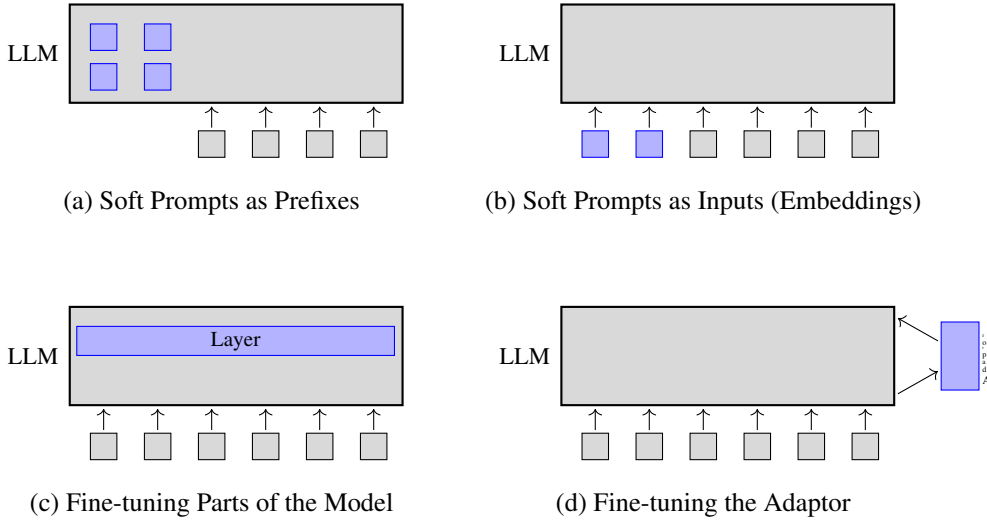 LLM
(a) Soft Prompts as Prefixes
LLM
(b) Soft Prompts as Inputs (Embeddings)
LLM
Layer
(c) Fine-tuning Parts of the Model
LLM
Adaptor
(d) Fine-tuning the Adaptor